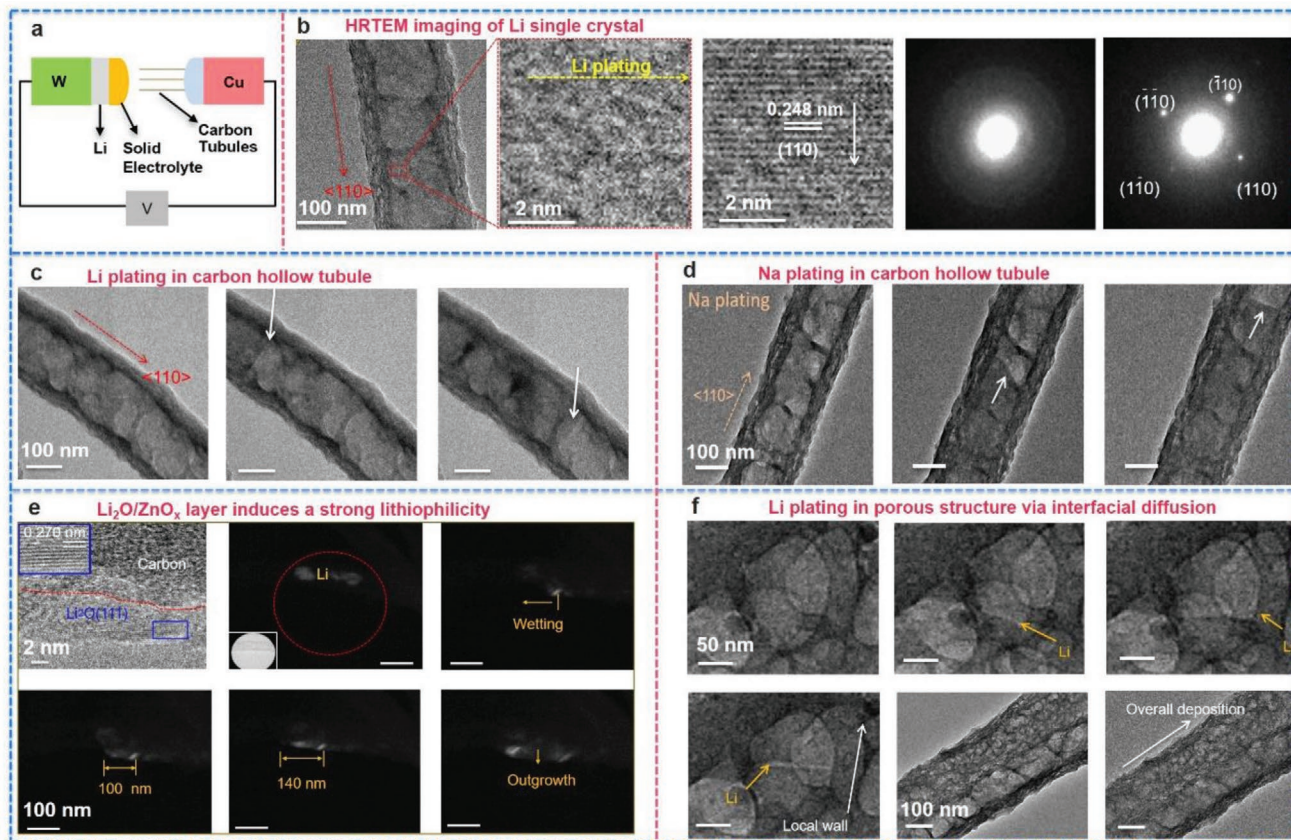 a
W
Cu
Li
Solid
Electrolyte
Carbon
Tubules
V
b
HRTEM imaging of Li single crystal
<110>
100 nm
Li plating
2 nm
0.248 nm
(110)
2 nm
(1̄1̄0)
(1̄10)
(11̄0)
(110)
c
Li plating in carbon hollow tubule
<110>
100 nm
d
Na plating in carbon hollow tubule
Na plating
<110>
100 nm
e
Li₂O/ZnOₓ layer induces a strong lithiophilicity
0.270 nm
Carbon
2 nm
Li
Wetting
100 nm
100 nm
140 nm
Outgrowth
f
Li plating in porous structure via interfacial diffusion
50 nm
Li
Li
Local wall
100 nm
Overall deposition